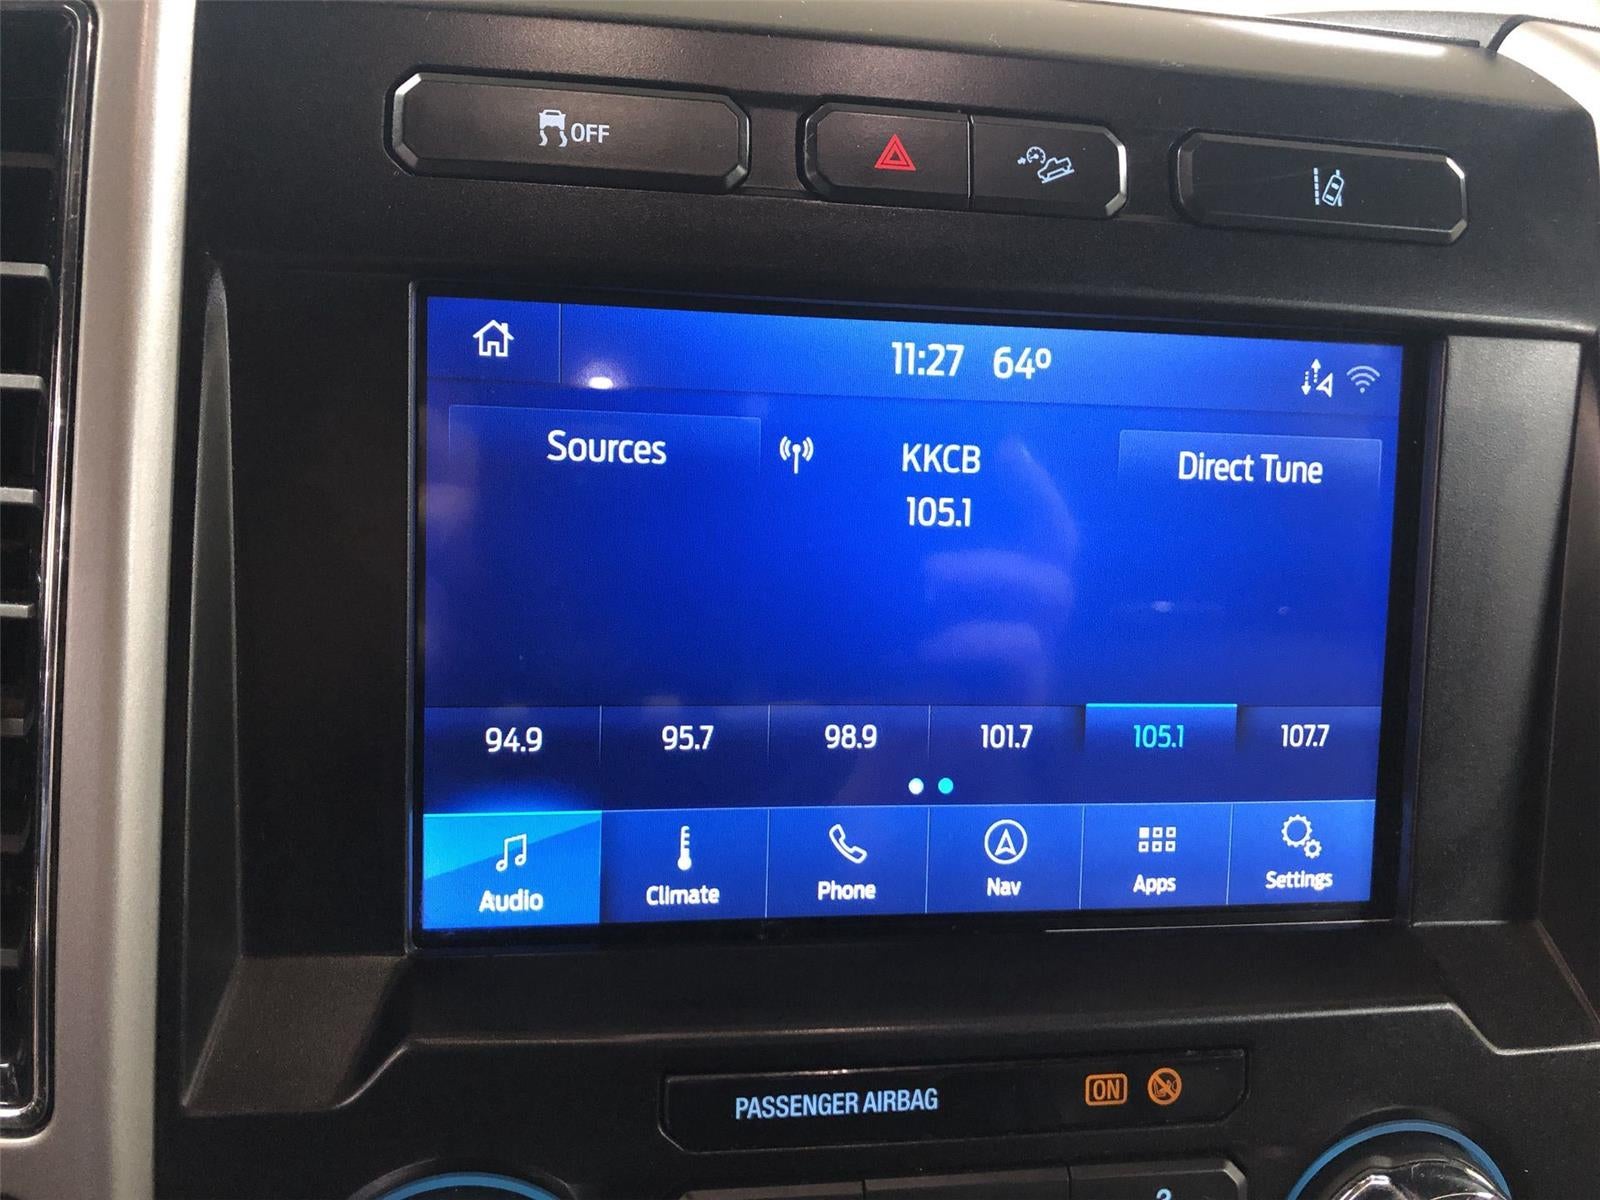 OFF
11:27 64°
Sources
KKCB
Direct Tune
105.1
94.9 95.7 98.9 101.7 105.1 107.7
Audio Climate Phone Nav Apps Settings
PASSENGER AIRBAG ON